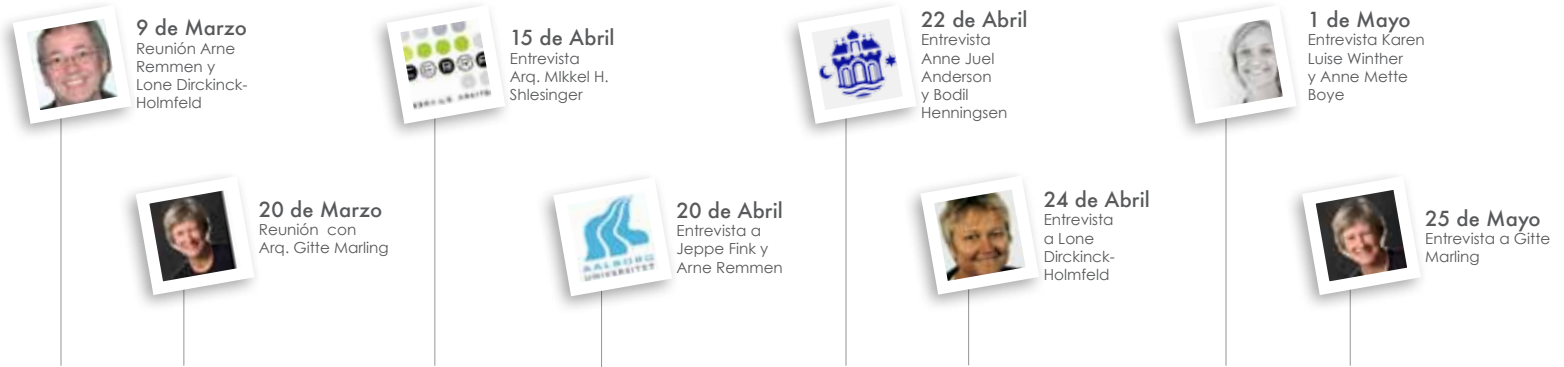 9 de Marzo
Reunión Arne
Remmen y
Lone Dirckinck-
Holmfeld
20 de Marzo
Reunión con
Arq. Gitte Marling
15 de Abril
Entrevista
Arq. MIkkel H.
Shlesinger
20 de Abril
Entrevista a
Jeppe Fink y
Arne Remmen
AALBORG
UNIVERSITET
22 de Abril
Entrevista
Anne Juel
Anderson
y Bodil
Henningsen
24 de Abril
Entrevista
a Lone
Dirckinck-
Holmfeld
1 de Mayo
Entrevista Karen
Luise Winther
y Anne Mette
Boye
25 de Mayo
Entrevista a Gitte
Marling